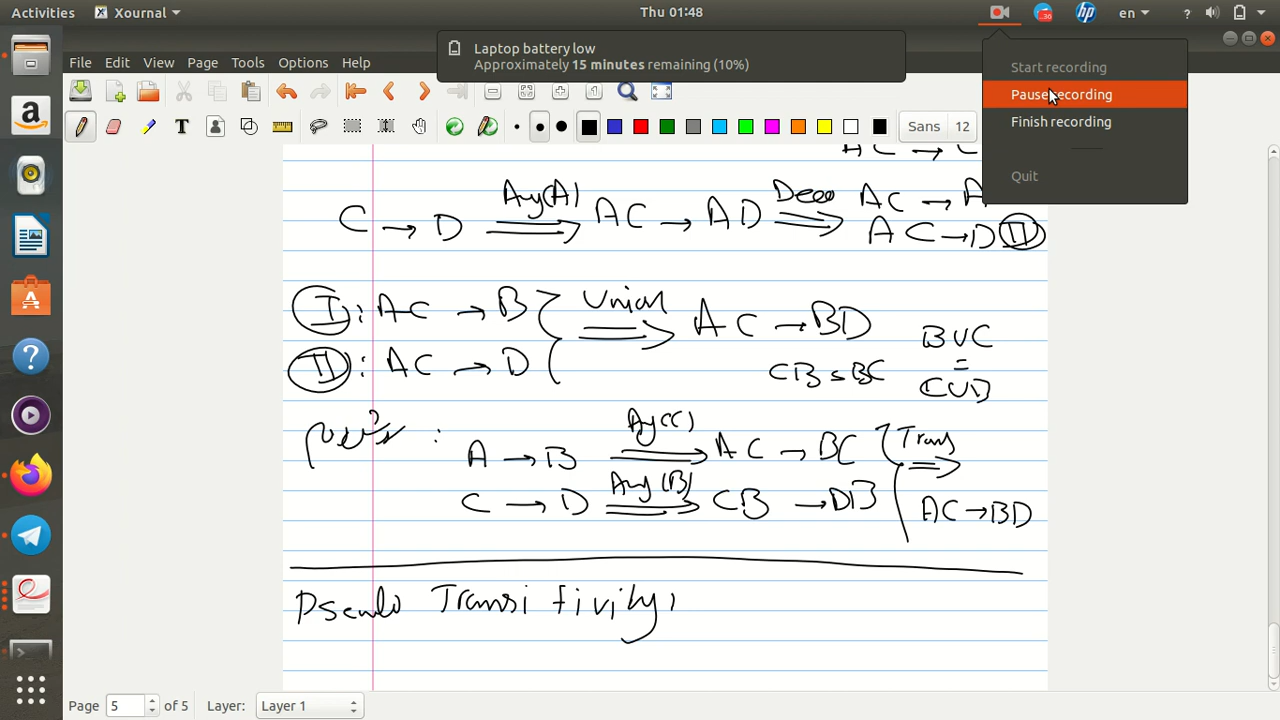 Activities Xournal Thu 01:48 36 en ?
Laptop battery low
Approximately 15 minutes remaining (10%)
File Edit View Page Tools Options Help
Start recording
Pause recording
Finish recording
Quit
T Sans 12
AC → C
C → D Aug(A) ⟹ AC → AD Deco ⟹ AC → A
AC → D II
I : AC → B
II : AC → D
Union ⟹ AC → BD
CB = BC
B ∪ C
=
C ∪ B
A → B Aug(C) ⟹ AC → BC
C → D Aug(B) ⟹ CB → DB
Trans ⟹
AC → BD
Pseudo Transitivity:
Page 5 of 5 Layer: Layer 1